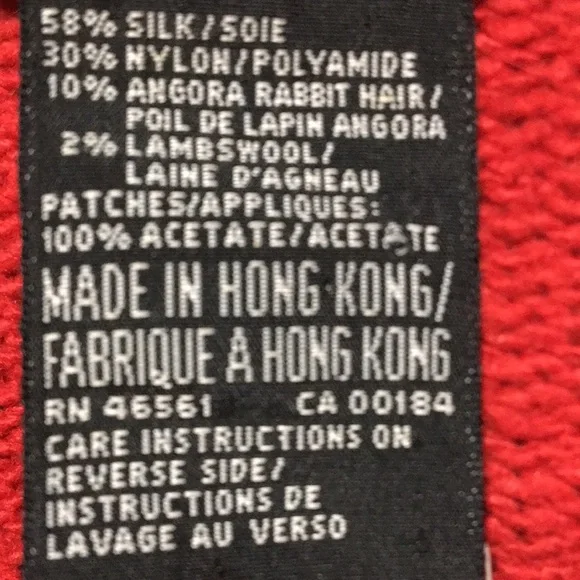 58% SILK/SOIE
30% NYLON/POLYAMIDE
10% ANGORA RABBIT HAIR/
POIL DE LAPIN ANGORA
2% LAMBSWOOL/
LAINE D'AGNEAU
PATCHES/APPLIQUES:
100% ACETATE/ACETATE
MADE IN HONG KONG/
FABRIQUE A HONG KONG
RN 46561 CA 00184
CARE INSTRUCTIONS ON
REVERSE SIDE/
INSTRUCTIONS DE
LAVAGE AU VERSO